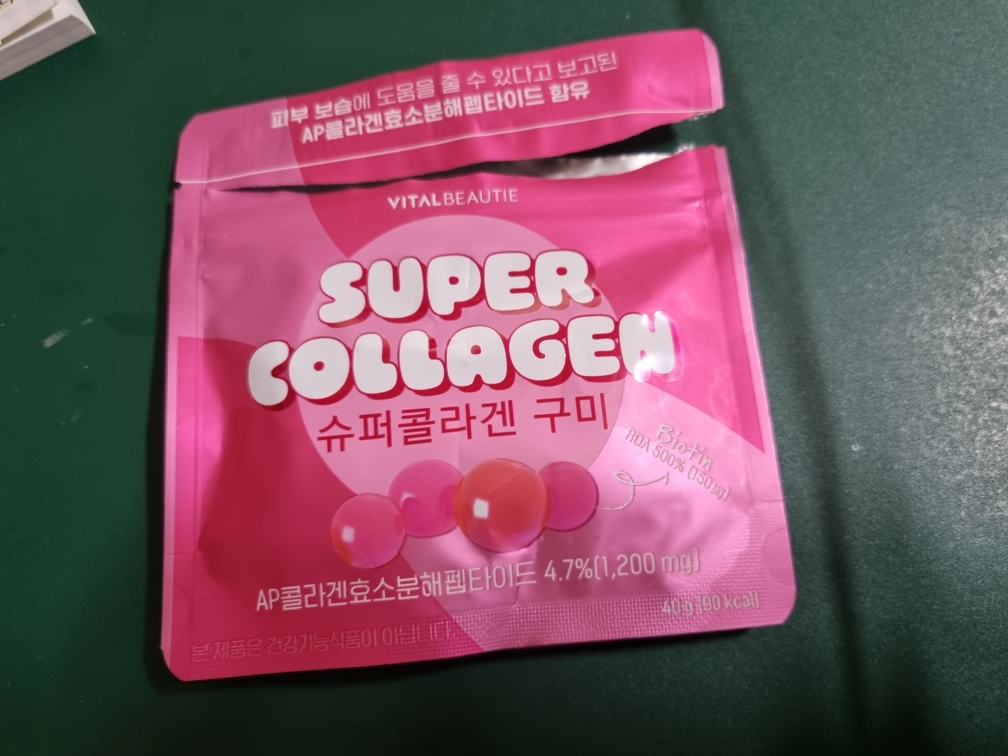 피부 보습에 도움을 줄 수 있다고 보고된
AP콜라겐효소분해펩타이드 함유
VITALBEAUTIE
SUPER
COLLAGEN
슈퍼콜라겐 구미
Biotin
RDA 500% (150 μg)
AP콜라겐효소분해펩타이드 4.7%(1,200 mg)
40 g (90 kcal)
본 제품은 건강기능식품이 아닙니다.